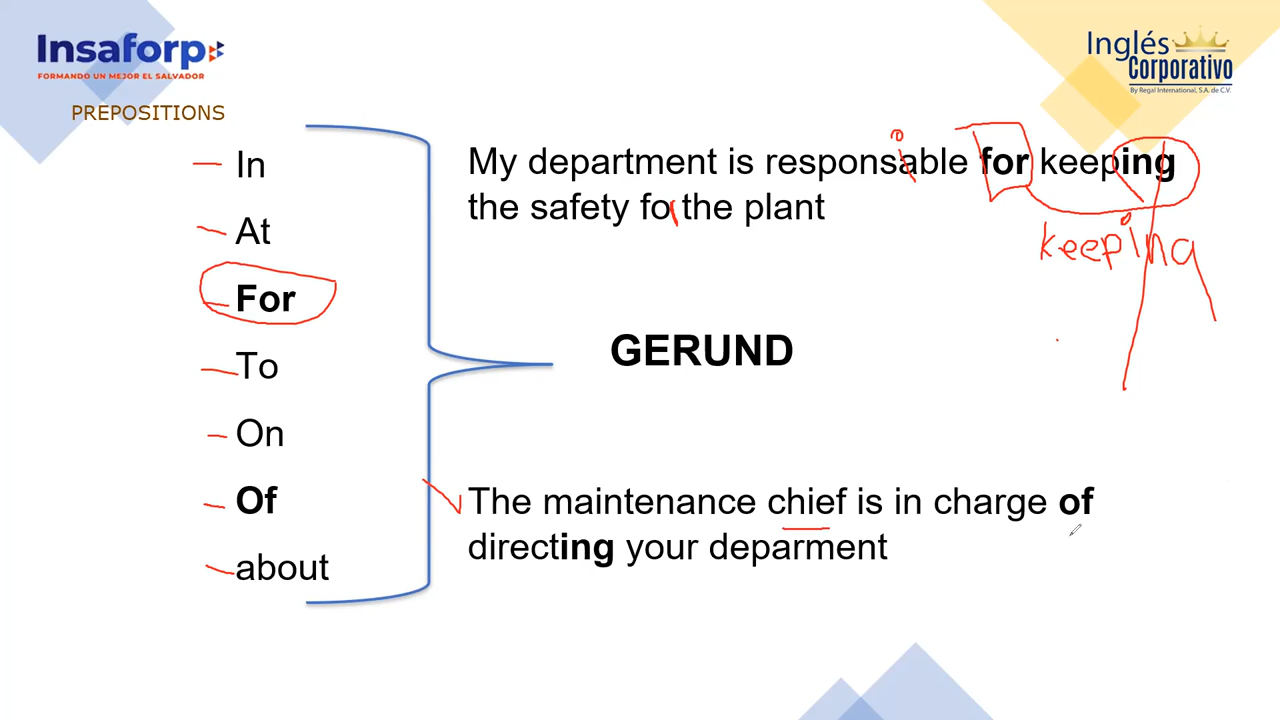 Insaforp
FORMANDO UN MEJOR EL SALVADOR
Inglés
Corporativo
By Regal International, S.A. de C.V.
PREPOSITIONS
In
At
For
To
On
Of
about
My department is responsable for keeping
i
the safety fo the plant
keeping
GERUND
The maintenance chief is in charge of
directing your deparment